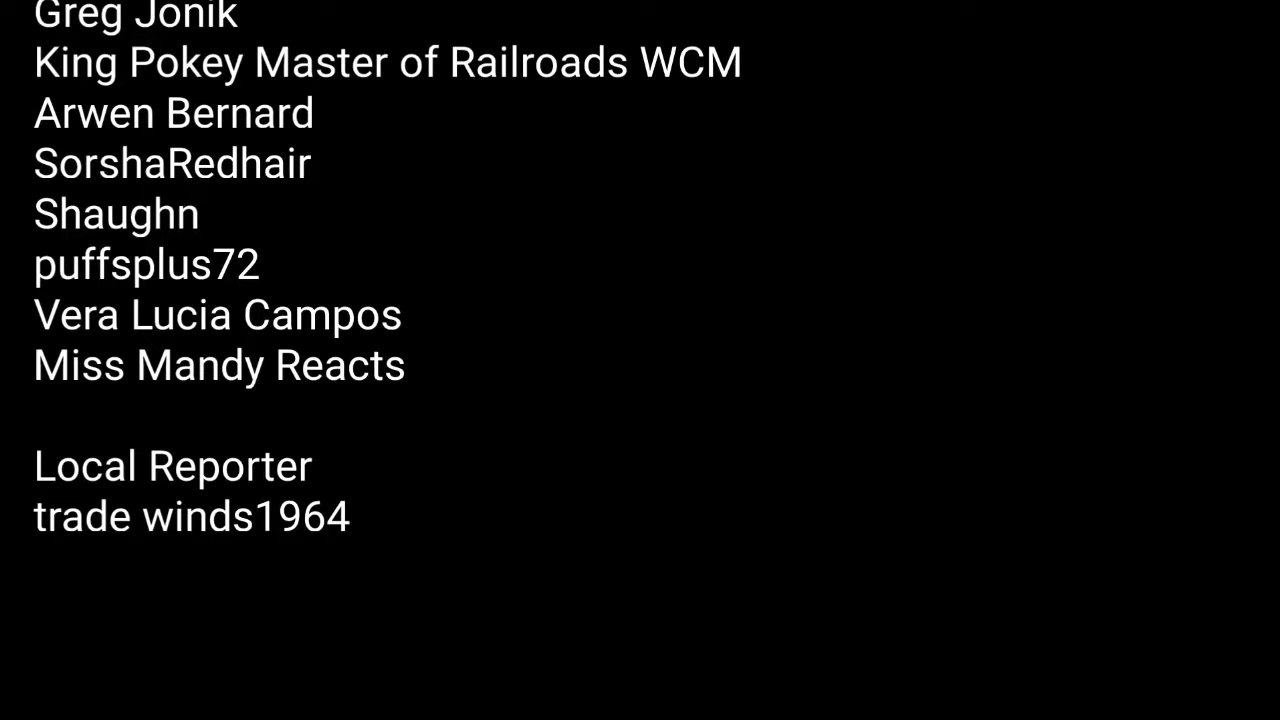 Greg Jonik
King Pokey Master of Railroads WCM
Arwen Bernard
SorshaRedhair
Shaughn
puffsplus72
Vera Lucia Campos
Miss Mandy Reacts
Local Reporter
trade winds1964